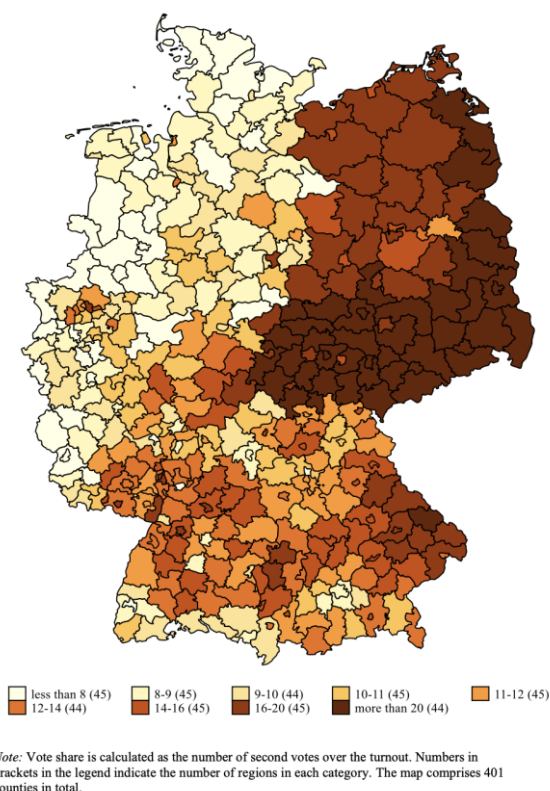 less than 8 (45) 8-9 (45) 9-10 (44) 10-11 (45) 11-12 (45)
12-14 (44) 14-16 (45) 16-20 (45) more than 20 (44)
ote: Vote share is calculated as the number of second votes over the turnout. Numbers in
rackets in the legend indicate the number of regions in each category. The map comprises 401
ounties in total.